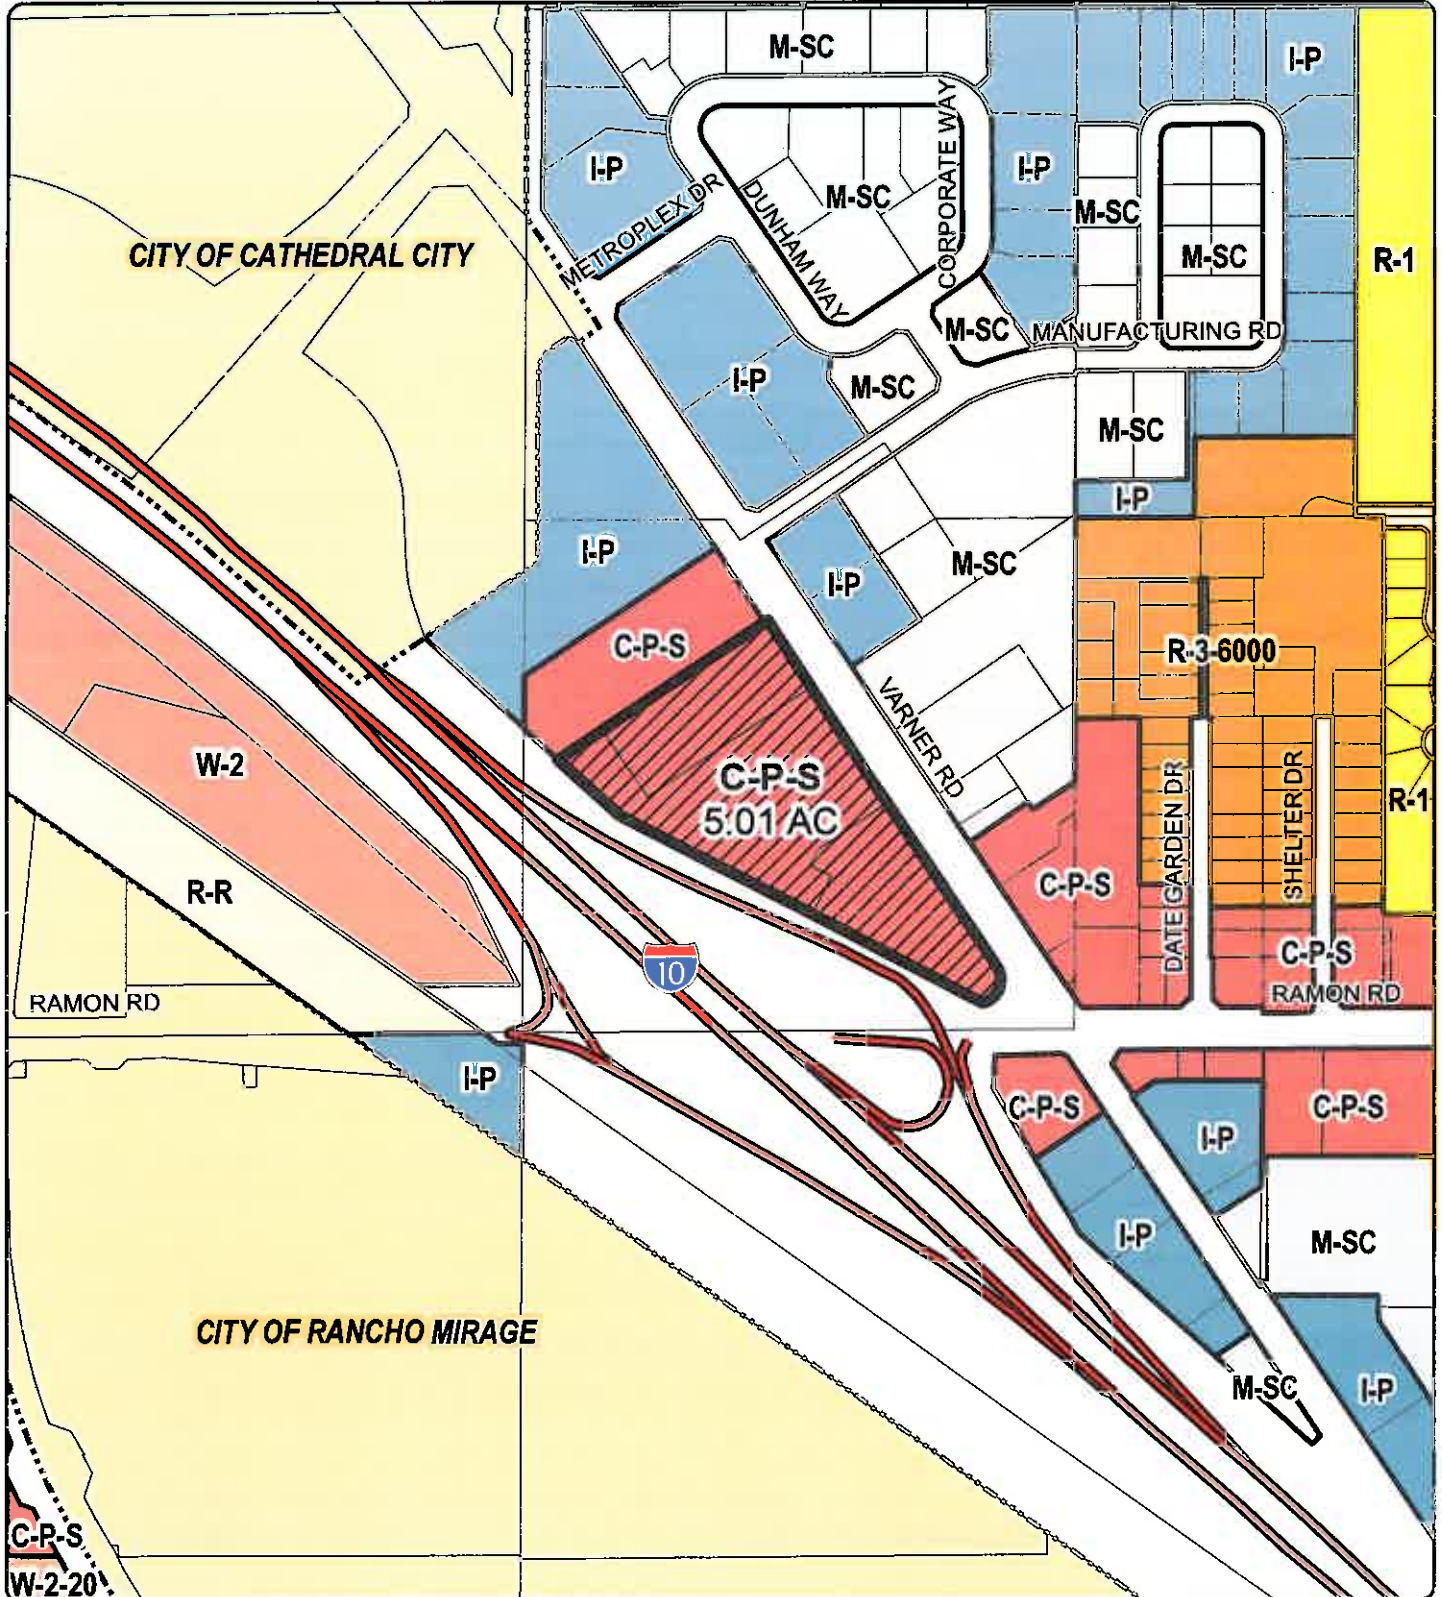 M-SC
I-P
CORPORATE WAY
I-P
I-P
METROPLEX DR
DUNHAM WAY
M-SC
M-SC
M-SC
R-1
CITY OF CATHEDRAL CITY
M-SC
MANUFACTURING RD
I-P
M-SC
M-SC
I-P
I-P
I-P
M-SC
C-P-S
R-3-6000
VARNER RD
W-2
C-P-S
5.01 AC
DATE GARDEN DR
SHELTER DR
R-1
R-R
C-P-S
10
C-P-S
RAMON RD
RAMON RD
I-P
C-P-S
C-P-S
I-P
I-P
M-SC
CITY OF RANCHO MIRAGE
M-SC
I-P
C-P-S
W-2-20